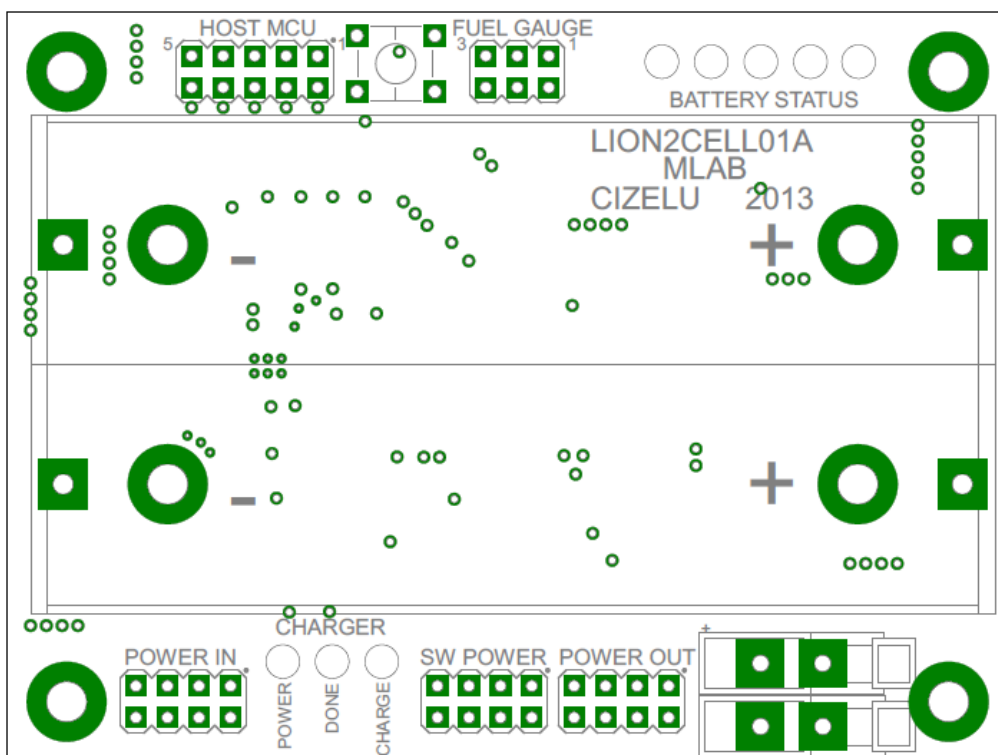 HOST MCU
5 1
FUEL GAUGE
3 1
BATTERY STATUS
LION2CELL01A
MLAB
CIZELU 2013
- +
- +
CHARGER
+
POWER IN
SW POWER
POWER OUT
POWER
DONE
CHARGE